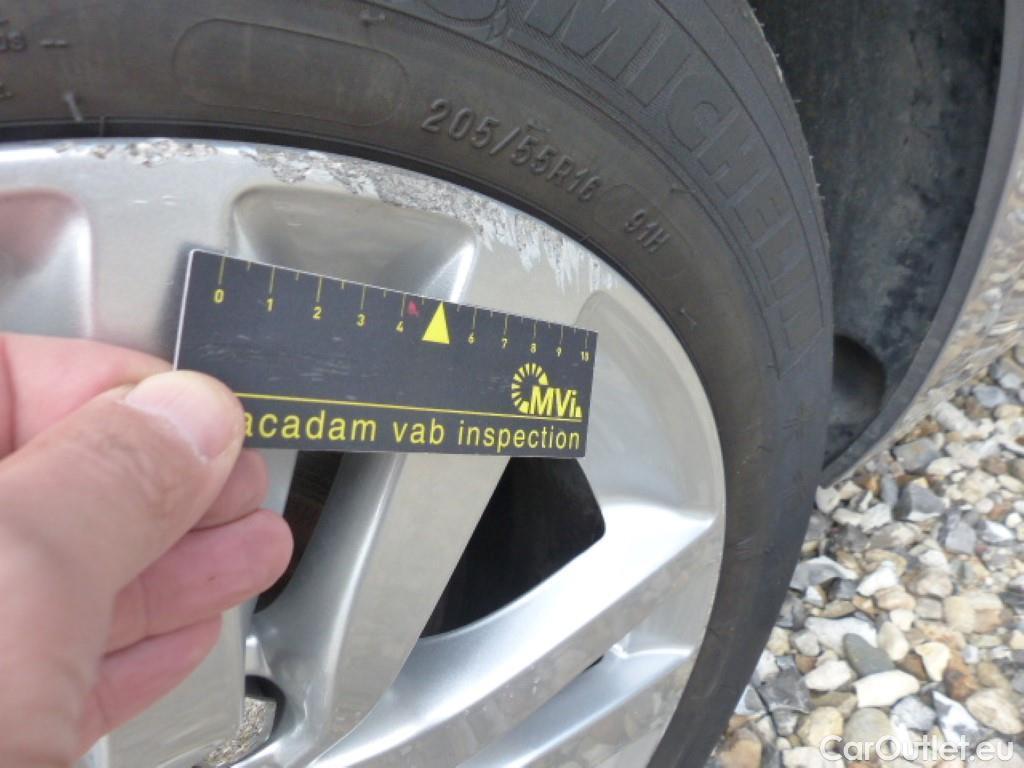 MICHELIN
205/55R16 91H
0 1 2 3 4 6 7 8 9 10
MVi
acadam vab inspection
CarOutlet.eu